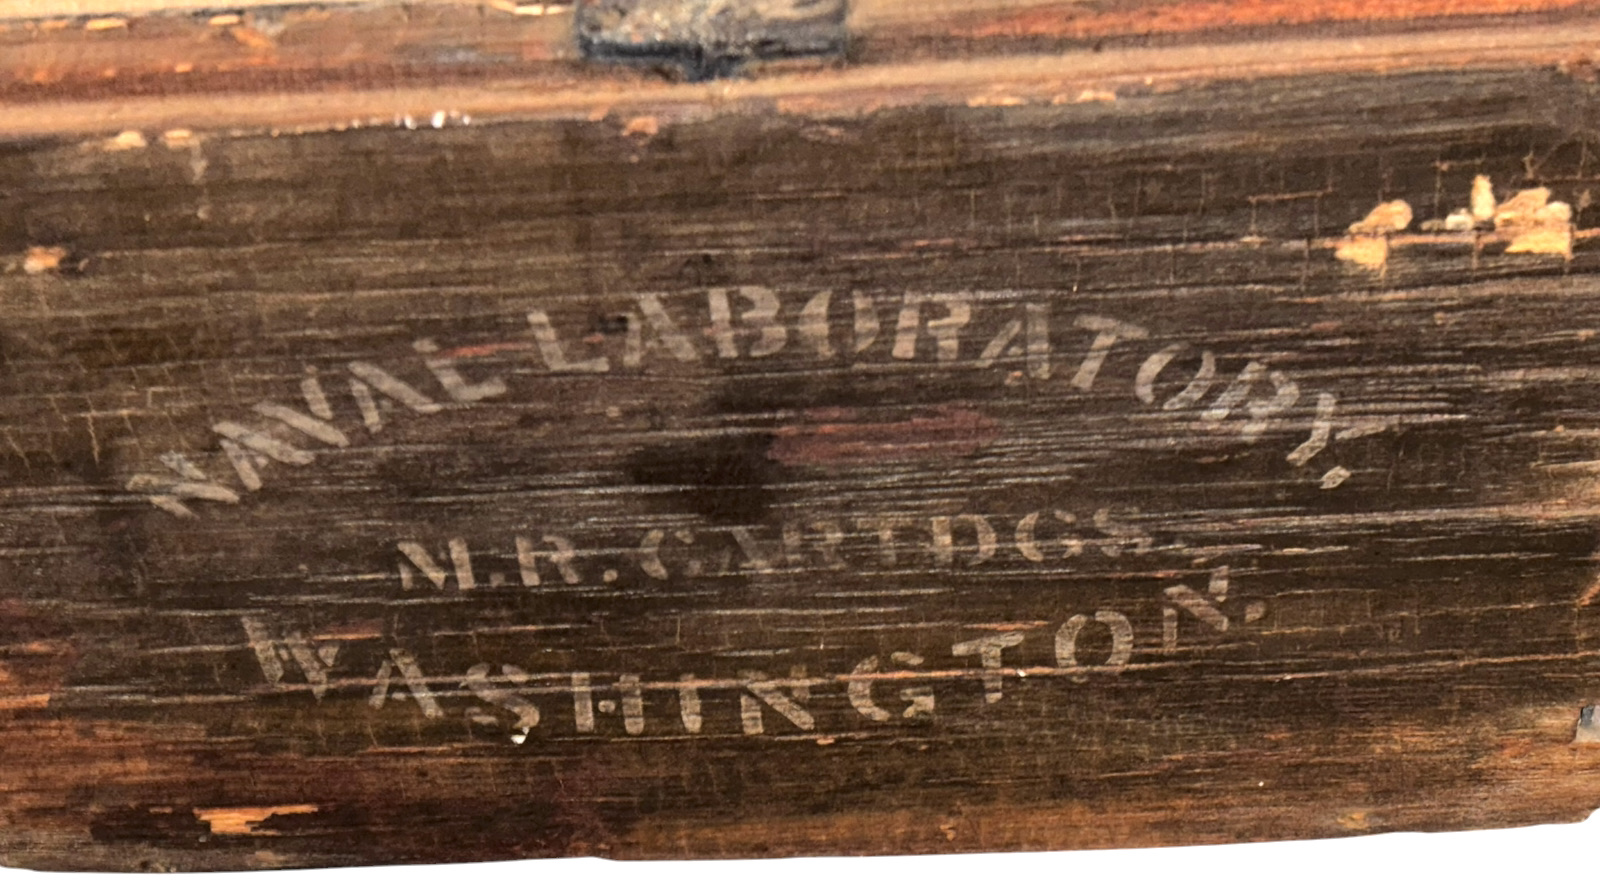 NAVAL LABORATORY.
M.R. CARTDGS.
WASHINGTON.